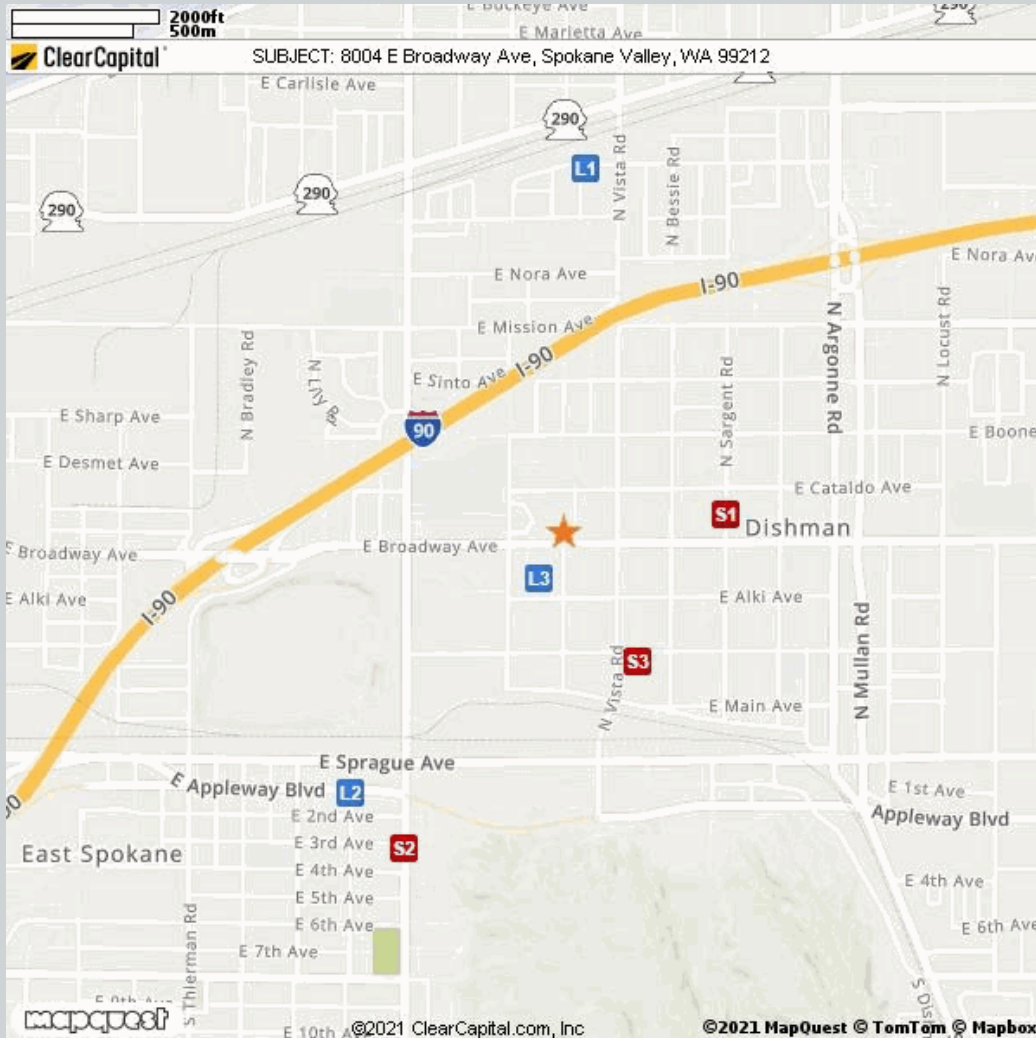 E Buckeye Ave
290
2000ft
500m
E Marietta Ave
ClearCapital
SUBJECT: 8004 E Broadway Ave, Spokane Valley, WA 99212
E Carlisle Ave
290
N Vista Rd
L1
N Bessie Rd
290
290
E Nora Ave
I-90
E Nora Av
N Argonne Rd
N Locust Rd
E Mission Ave
N Bradley Rd
N Lily Rd
I-90
E Sinto Ave
N Sargent Rd
E Sharp Ave
90
E Boone
E Desmet Ave
E Cataldo Ave
S1
Dishman
E Broadway Ave
Broadway Ave
L3
E Alki Ave
E Alki Ave
I-90
N Mullan Rd
S3
N Vista Rd
E Main Ave
E Sprague Ave
E Appleway Blvd
L2
E 1st Ave
90
E 2nd Ave
Appleway Blvd
E 3rd Ave
S2
East Spokane
E 4th Ave
E 4th Ave
E 5th Ave
E 6th Ave
E 6th Ave
E 7th Ave
S Thierman Rd
S Dis
E 9th Ave
mapquest
E 10th A
©2021 ClearCapital.com, Inc
©2021 MapQuest © TomTom © Mapbox